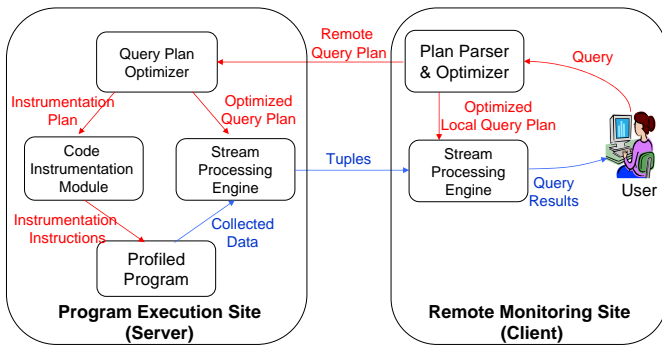 Remote
Query Plan
Query Plan
Optimizer
Plan Parser
& Optimizer
Query
Instrumentation
Plan
Optimized
Query Plan
Optimized
Local Query Plan
Code
Instrumentation
Module
Stream
Processing
Engine
Tuples
Stream
Processing
Engine
Query
Results
User
Instrumentation
Instructions
Collected
Data
Profiled
Program
Program Execution Site
(Server)
Remote Monitoring Site
(Client)